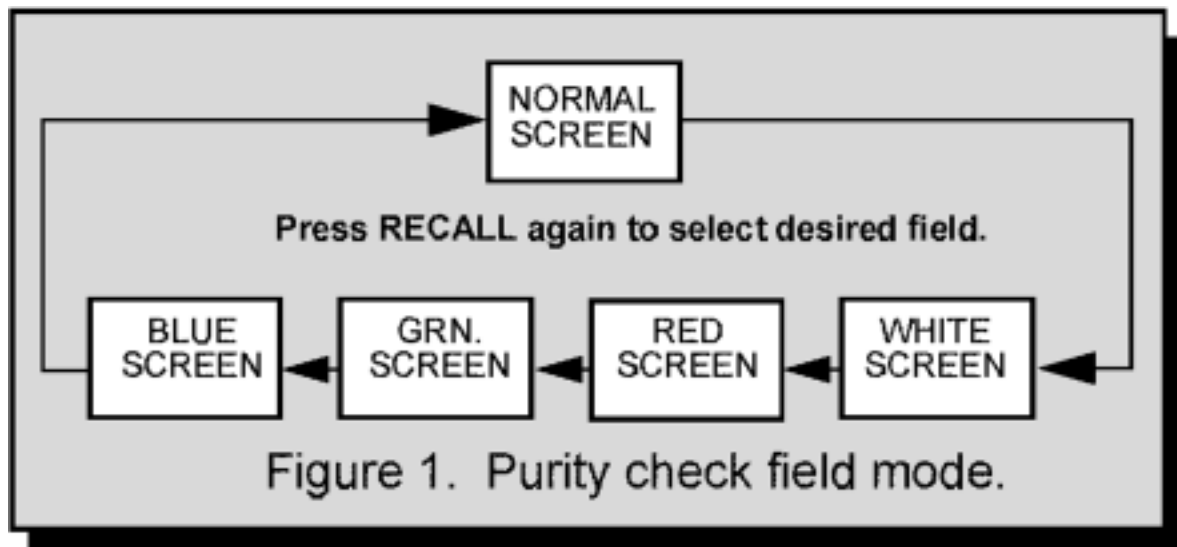 NORMAL
SCREEN
Press RECALL again to select desired field.
BLUE
SCREEN
GRN.
SCREEN
RED
SCREEN
WHITE
SCREEN
Figure 1. Purity check field mode.